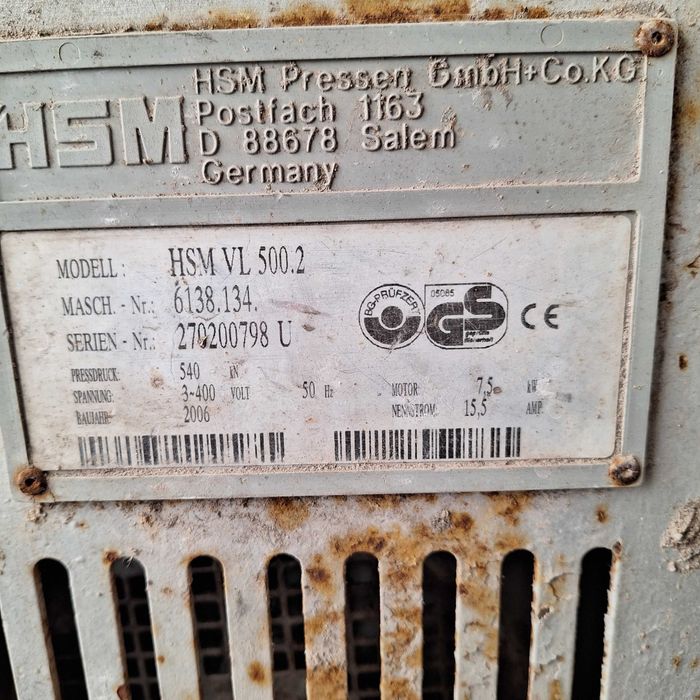 HSM
HSM Pressen GmbH+Co.KG
Postfach 1163
D 88678 Salem
Germany
MODELL: HSM VL 500.2
MASCH. - Nr.: 6138.134.
SERIEN - Nr.: 270200798 U
BG-PRÜFZERT
05085
GS
geprüfte
Sicherheit
CE
PRESSDRUCK: 540 kN
SPANNUNG: 3~400 VOLT 50 Hz MOTOR: 7,5 kW
BAUJAHR: 2006 NENNSTROM: 15,5 AMP.